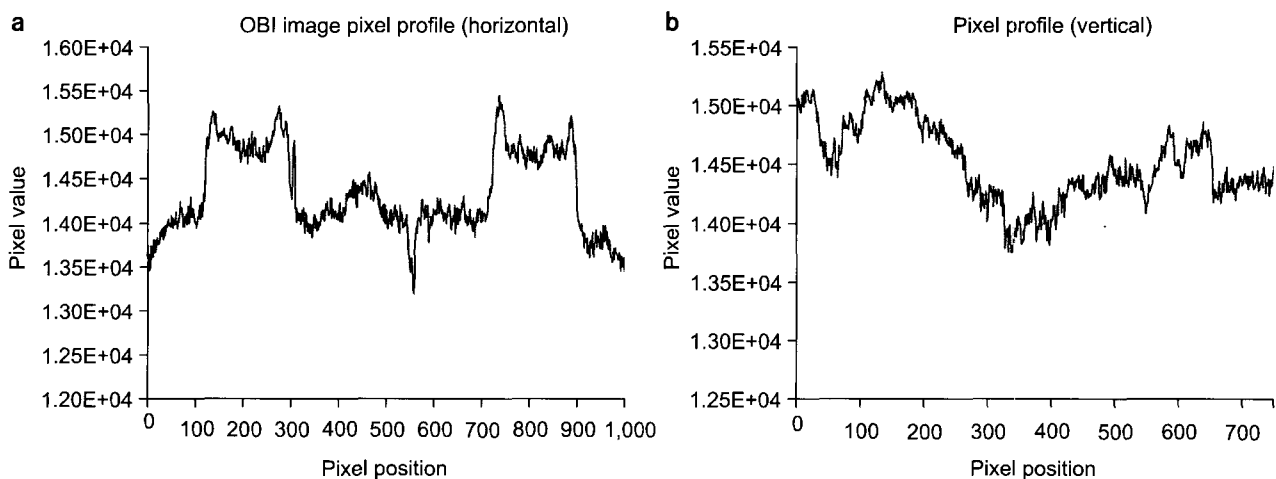 a
OBI image pixel profile (horizontal)
1.60E+04
1.55E+04
1.50E+04
1.45E+04
1.40E+04
1.35E+04
1.30E+04
1.25E+04
1.20E+04
Pixel value
0 100 200 300 400 500 600 700 800 900 1,000
Pixel position
b
Pixel profile (vertical)
1.55E+04
1.50E+04
1.45E+04
1.40E+04
1.35E+04
1.30E+04
1.25E+04
Pixel value
0 100 200 300 400 500 600 700
Pixel position